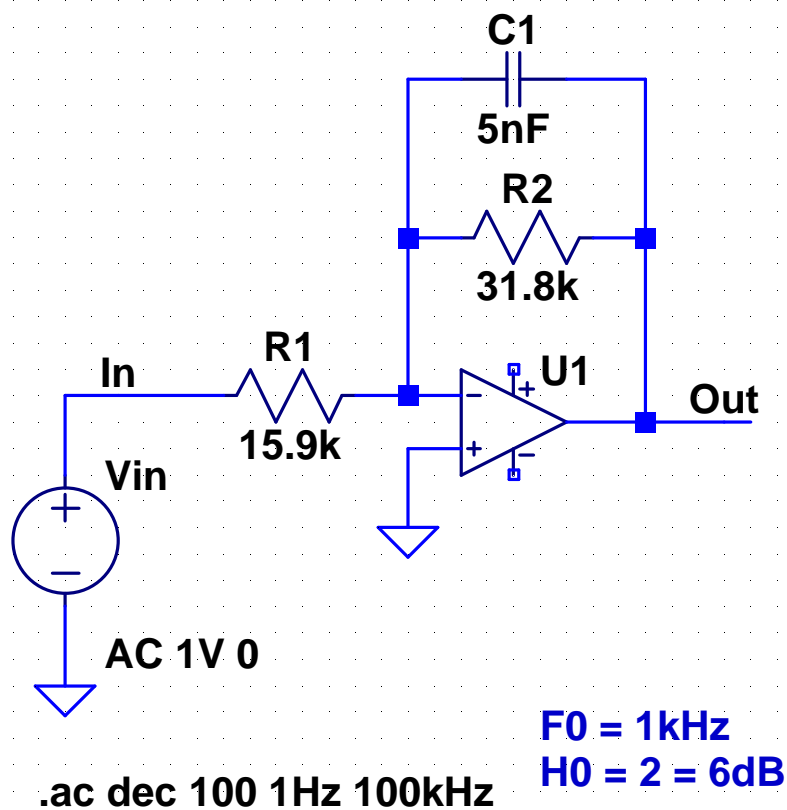 C1
5nF
R2
31.8k
R1
15.9k
In
U1
Out
Vin
AC 1V 0
F0 = 1kHz
H0 = 2 = 6dB
.ac dec 100 1Hz 100kHz